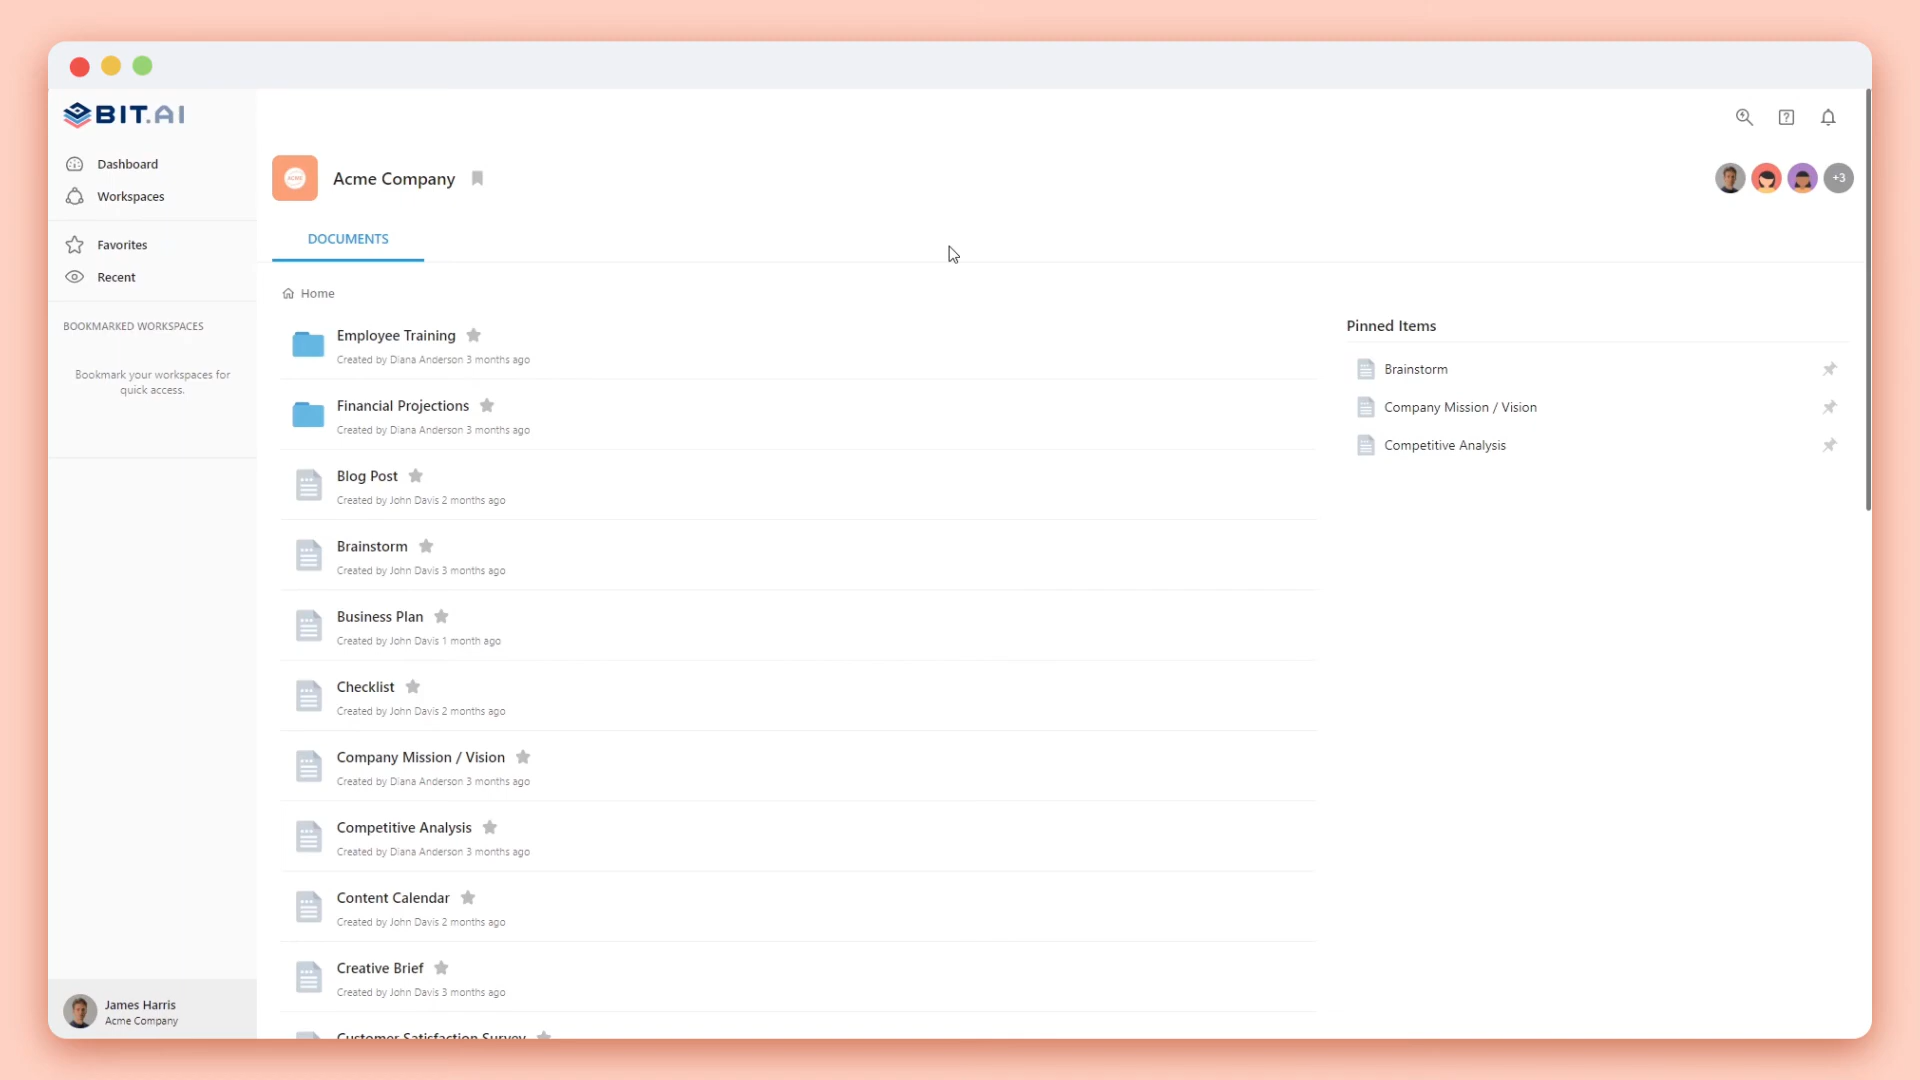 BIT.AI
Dashboard
Workspaces
Favorites
Recent
BOOKMARKED WORKSPACES
Bookmark your workspaces for
quick access.
James Harris
Acme Company
ACME
Acme Company
+3
DOCUMENTS
Home
Employee Training
Created by Diana Anderson 3 months ago
Financial Projections
Created by Diana Anderson 3 months ago
Blog Post
Created by John Davis 2 months ago
Brainstorm
Created by John Davis 3 months ago
Business Plan
Created by John Davis 1 month ago
Checklist
Created by John Davis 2 months ago
Company Mission / Vision
Created by Diana Anderson 3 months ago
Competitive Analysis
Created by Diana Anderson 3 months ago
Content Calendar
Created by John Davis 2 months ago
Creative Brief
Created by John Davis 3 months ago
Customer Satisfaction Survey
Pinned Items
Brainstorm
Company Mission / Vision
Competitive Analysis